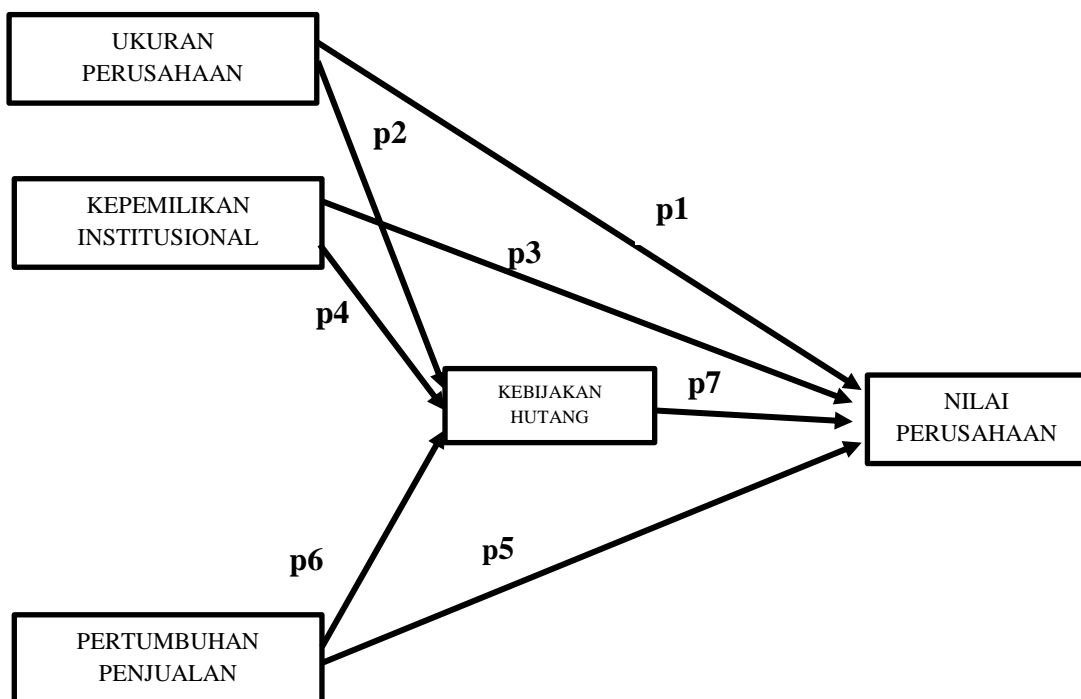 UKURAN
PERUSAHAAN
p2
KEPEMILIKAN
INSTITUSIONAL
p1
p3
p4
KEBIJAKAN
HUTANG
p7
NILAI
PERUSAHAAN
p6
p5
PERTUMBUHAN
PENJUALAN